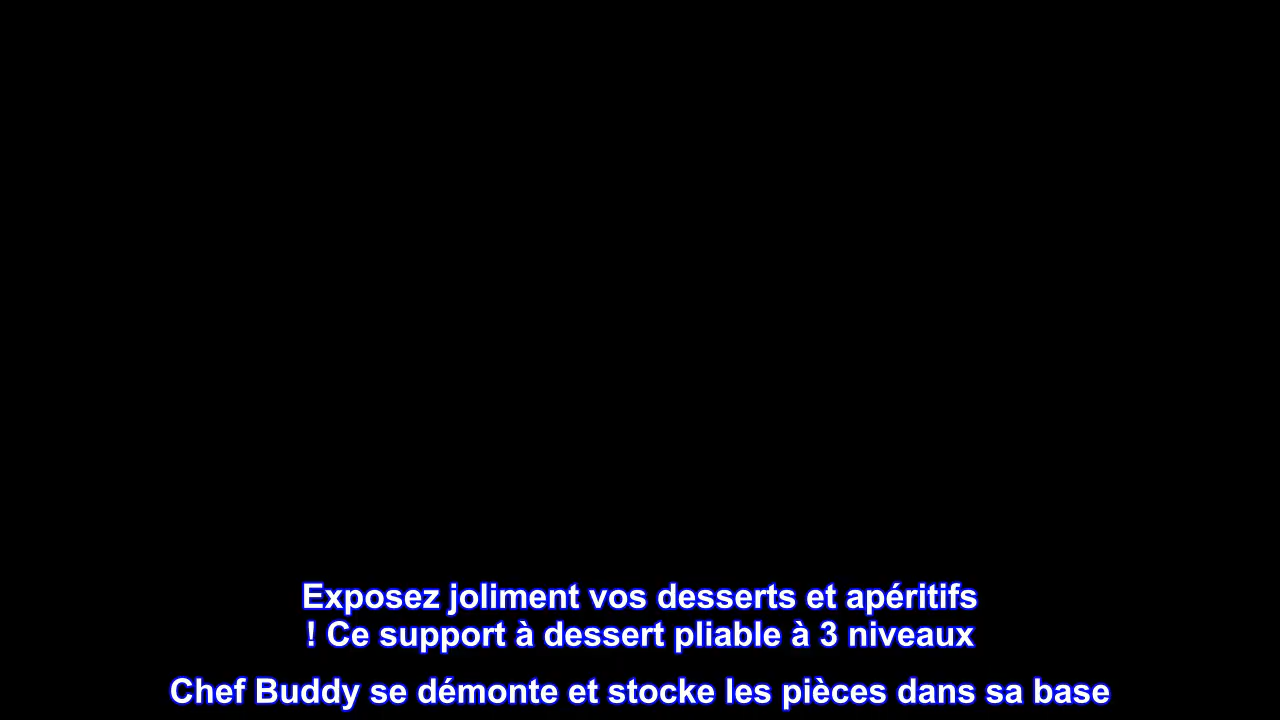 Exposez joliment vos desserts et apéritifs
! Ce support à dessert pliable à 3 niveaux
Chef Buddy se démonte et stocke les pièces dans sa base